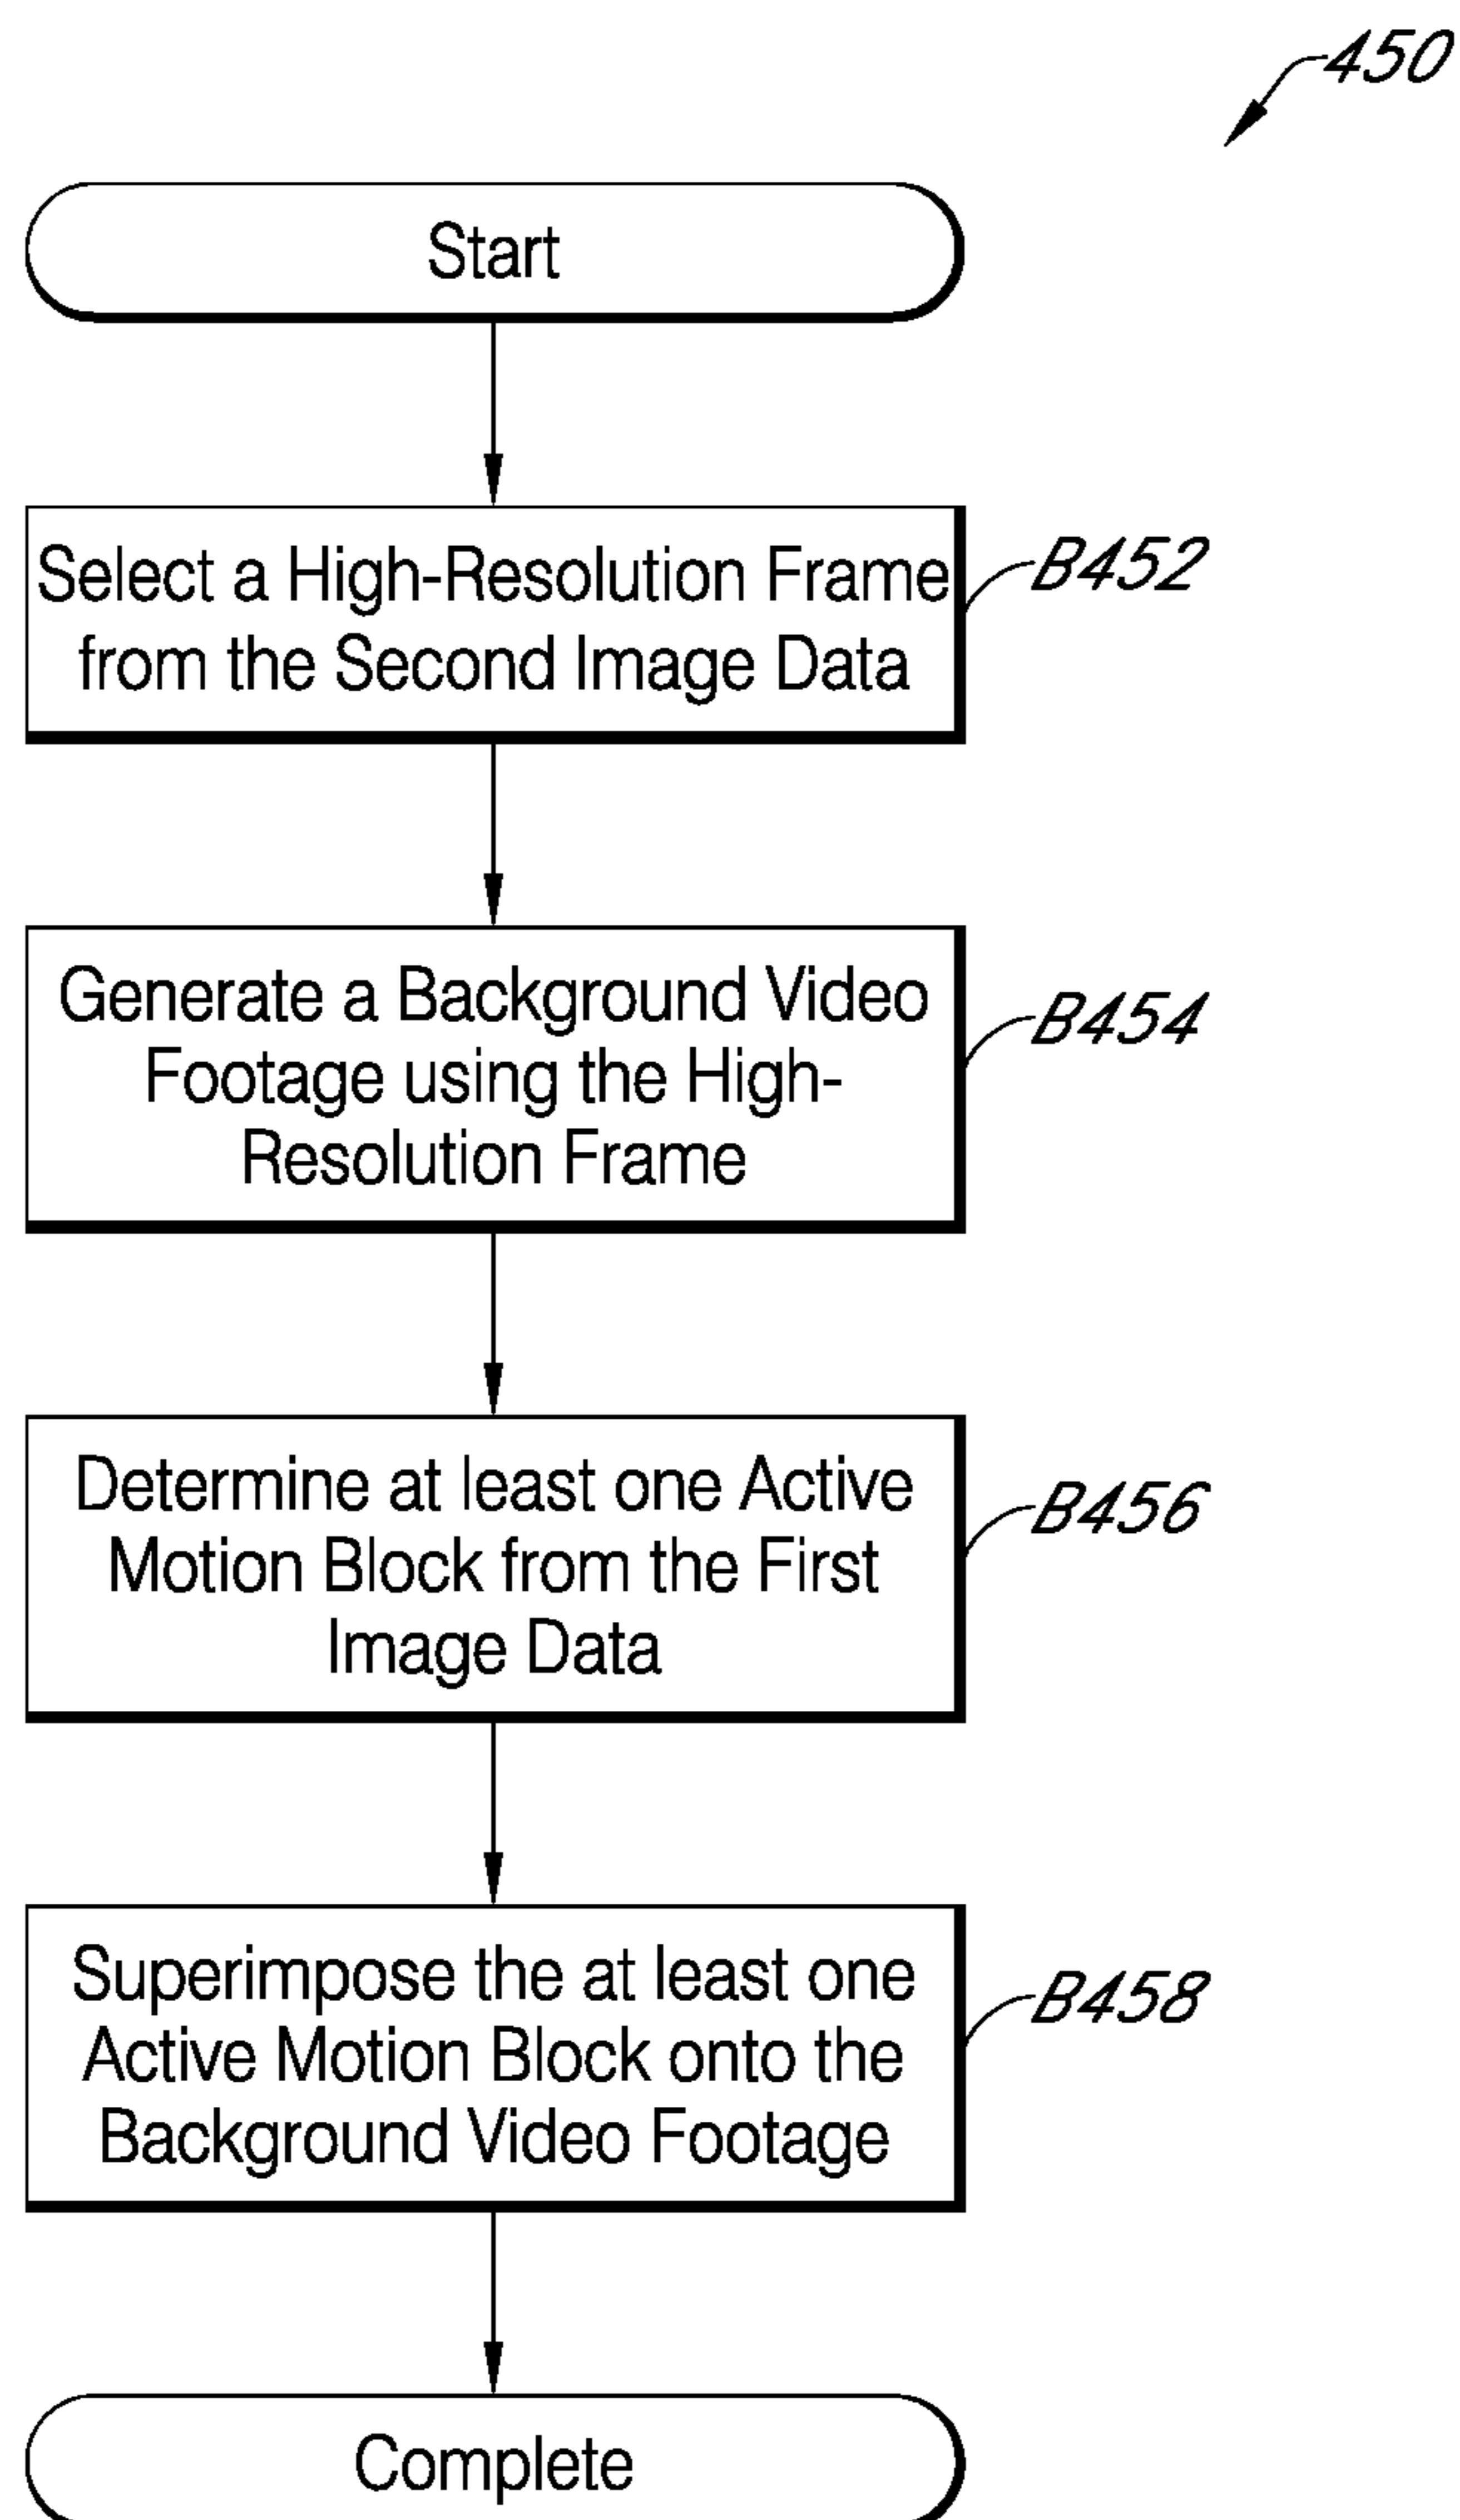 450
Start
Select a High-Resolution Frame
from the Second Image Data
B452
Generate a Background Video
Footage using the High-
Resolution Frame
B454
Determine at least one Active
Motion Block from the First
Image Data
B456
Superimpose the at least one
Active Motion Block onto the
Background Video Footage
B458
Complete